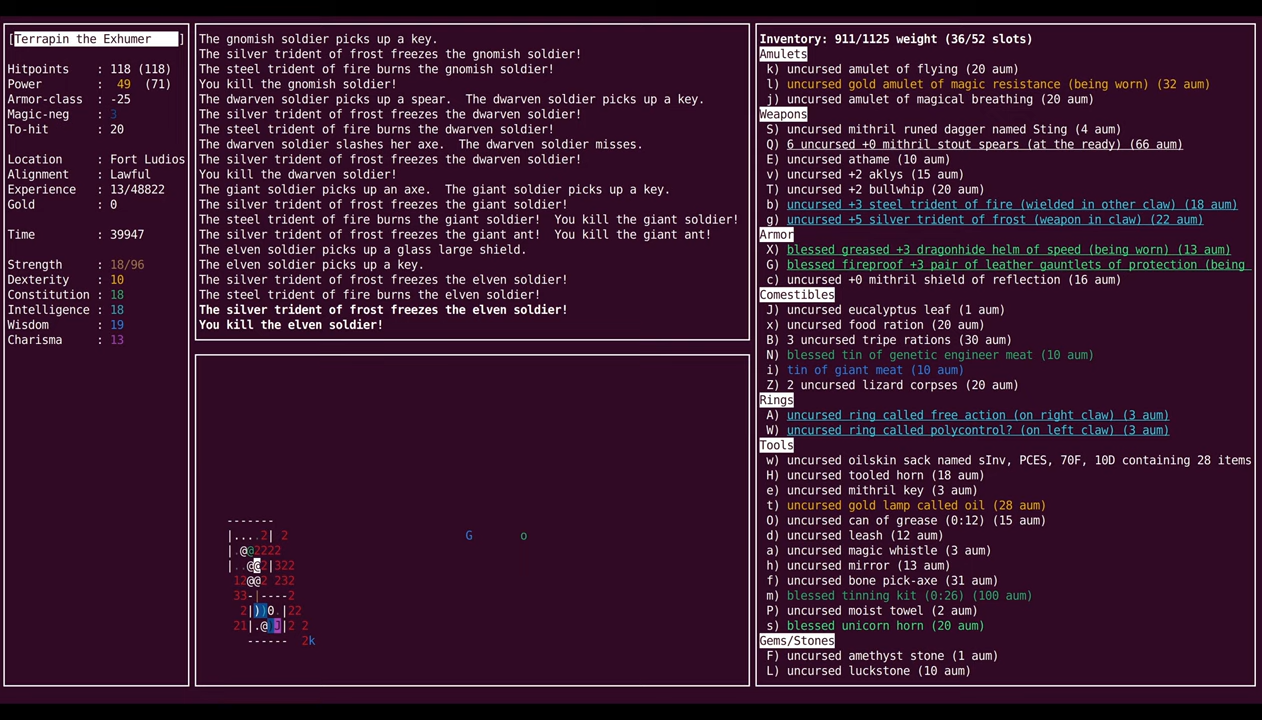 [Terrapin the Exhumer ]
Hitpoints : 118 (118)
Power : 49 (71)
Armor-class : -25
Magic-neg : 3
To-hit : 20
Location : Fort Ludios
Alignment : Lawful
Experience : 13/48822
Gold : 0
Time : 39947
Strength : 18/96
Dexterity : 10
Constitution : 18
Intelligence : 18
Wisdom : 19
Charisma : 13
The gnomish soldier picks up a key.
The silver trident of frost freezes the gnomish soldier!
The steel trident of fire burns the gnomish soldier!
You kill the gnomish soldier!
The dwarven soldier picks up a spear.  The dwarven soldier picks up a key.
The silver trident of frost freezes the dwarven soldier!
The steel trident of fire burns the dwarven soldier!
The dwarven soldier slashes her axe.  The dwarven soldier misses.
The silver trident of frost freezes the dwarven soldier!
You kill the dwarven soldier!
The giant soldier picks up an axe.  The giant soldier picks up a key.
The silver trident of frost freezes the giant soldier!
The steel trident of fire burns the giant soldier!  You kill the giant soldier!
The silver trident of frost freezes the giant ant!  You kill the giant ant!
The elven soldier picks up a glass large shield.
The elven soldier picks up a key.
The silver trident of frost freezes the elven soldier!
The steel trident of fire burns the elven soldier!
The silver trident of frost freezes the elven soldier!
You kill the elven soldier!
-------
|....2| 2 G o
|.@@2222
|..@@2|322
12@@2 232
33-|----2
2|))0.|22
21|.@)]|2 2
------ 2k
Inventory: 911/1125 weight (36/52 slots)
Amulets
k) uncursed amulet of flying (20 aum)
l) uncursed gold amulet of magic resistance (being worn) (32 aum)
j) uncursed amulet of magical breathing (20 aum)
Weapons
S) uncursed mithril runed dagger named Sting (4 aum)
Q) 6 uncursed +0 mithril stout spears (at the ready) (66 aum)
E) uncursed athame (10 aum)
v) uncursed +2 aklys (15 aum)
T) uncursed +2 bullwhip (20 aum)
b) uncursed +3 steel trident of fire (wielded in other claw) (18 aum)
g) uncursed +5 silver trident of frost (weapon in claw) (22 aum)
Armor
X) blessed greased +3 dragonhide helm of speed (being worn) (13 aum)
G) blessed fireproof +3 pair of leather gauntlets of protection (being
c) uncursed +0 mithril shield of reflection (16 aum)
Comestibles
J) uncursed eucalyptus leaf (1 aum)
x) uncursed food ration (20 aum)
B) 3 uncursed tripe rations (30 aum)
N) blessed tin of genetic engineer meat (10 aum)
i) tin of giant meat (10 aum)
Z) 2 uncursed lizard corpses (20 aum)
Rings
A) uncursed ring called free action (on right claw) (3 aum)
W) uncursed ring called polycontrol? (on left claw) (3 aum)
Tools
w) uncursed oilskin sack named sInv, PCES, 70F, 10D containing 28 items
H) uncursed tooled horn (18 aum)
e) uncursed mithril key (3 aum)
t) uncursed gold lamp called oil (28 aum)
O) uncursed can of grease (0:12) (15 aum)
d) uncursed leash (12 aum)
a) uncursed magic whistle (3 aum)
h) uncursed mirror (13 aum)
f) uncursed bone pick-axe (31 aum)
m) blessed tinning kit (0:26) (100 aum)
P) uncursed moist towel (2 aum)
s) blessed unicorn horn (20 aum)
Gems/Stones
F) uncursed amethyst stone (1 aum)
L) uncursed luckstone (10 aum)